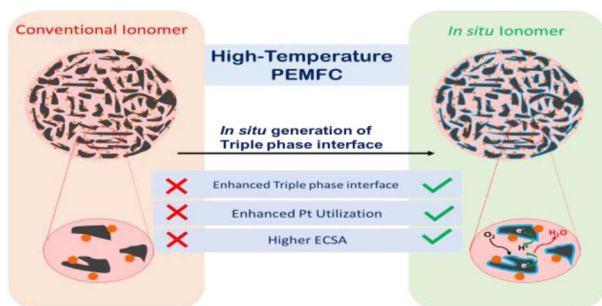 Conventional Ionomer
In situ Ionomer
High-Temperature
PEMFC
In situ generation of
Triple phase interface
Enhanced Triple phase interface
Enhanced Pt Utilization
Higher ECSA
O₂
e⁻
H⁺
H₂O
e⁻